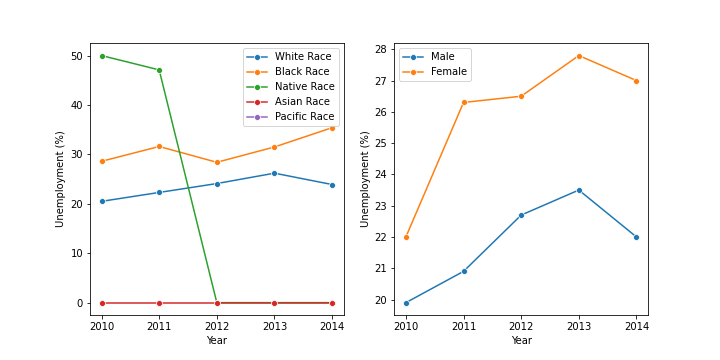 50
40
30
20
10
0
Unemployment (%)
2010 2011 2012 2013 2014
Year
White Race
Black Race
Native Race
Asian Race
Pacific Race
28
27
26
25
24
23
22
21
20
Unemployment (%)
2010 2011 2012 2013 2014
Year
Male
Female